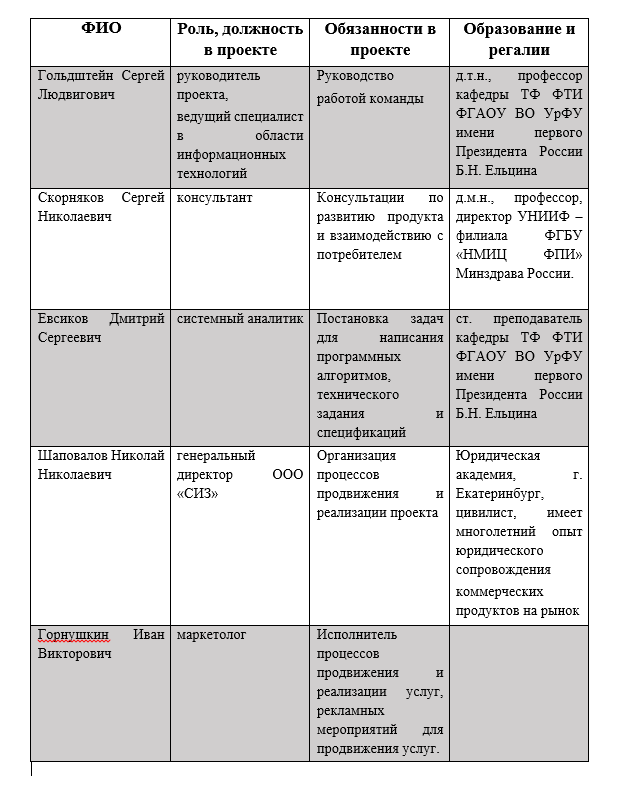 ФИО
Роль, должность
в проекте
Обязанности в
проекте
Образование и
регалии
Гольдштейн Сергей
Людвигович
руководитель
проекта,
ведущий специалист
в области
информационных
технологий
Руководство
работой команды
д.т.н., профессор
кафедры ТФ ФТИ
ФГАОУ ВО УрФУ
имени первого
Президента России
Б.Н. Ельцина
Скорняков Сергей
Николаевич
консультант
Консультации по
развитию продукта
и взаимодействию с
потребителем
д.м.н., профессор,
директор УНИИФ –
филиала ФГБУ
«НМИЦ ФПИ»
Минздрава России.
Евсиков Дмитрий
Сергеевич
системный аналитик
Постановка задач
для написания
программных
алгоритмов,
технического
задания и
спецификаций
ст. преподаватель
кафедры ТФ ФТИ
ФГАОУ ВО УрФУ
имени первого
Президента России
Б.Н. Ельцина
Шаповалов Николай
Николаевич
генеральный
директор ООО
«СИЗ»
Организация
процессов
продвижения и
реализации проекта
Юридическая
академия, г.
Екатеринбург,
цивилист, имеет
многолетний опыт
юридического
сопровождения
коммерческих
продуктов на рынок
Горнушкин Иван
Викторович
маркетолог
Исполнитель
процессов
продвижения и
реализации услуг,
рекламных
мероприятий для
продвижения услуг.